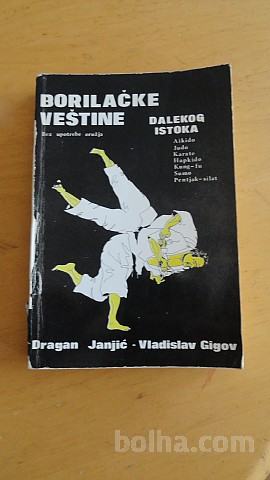 BORILAČKE
VEŠTINE
Bez upotrebe oružja
DALEKOG
ISTOKA
Aikido
Judo
Karate
Hapkido
Kung-fu
Sumo
Pentjak-silat
Dragan Janjić - Vladislav Gigov
bolha.com